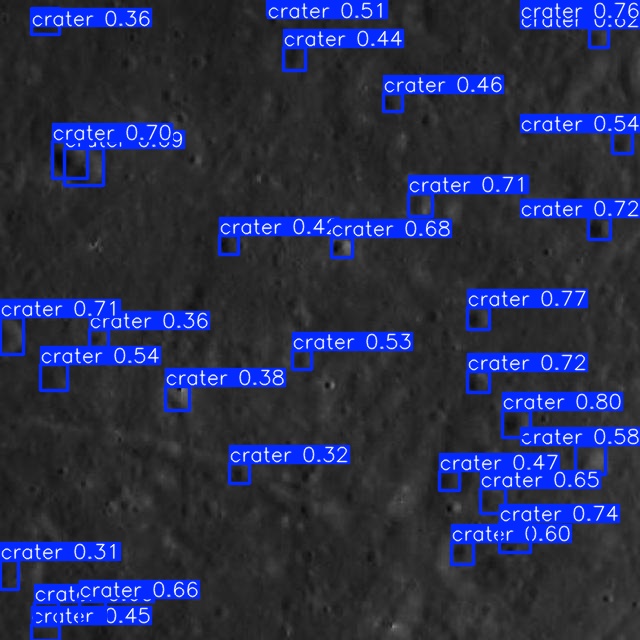 crater 0.76
crater 0.51
crater 0.36
crater 0.44
crater 0.46
crater 0.54
crater 0.70
crater
crater 0.71
crater 0.72
crater 0.42
crater 0.68
crater 0.77
crater 0.71
crater 0.36
crater 0.53
crater 0.54
crater 0.72
crater 0.38
crater 0.80
crater 0.58
crater 0.32
crater 0.47
crater 0.65
crater 0.74
crater 0.60
crater 0.31
crater 0.66
crater 0.45